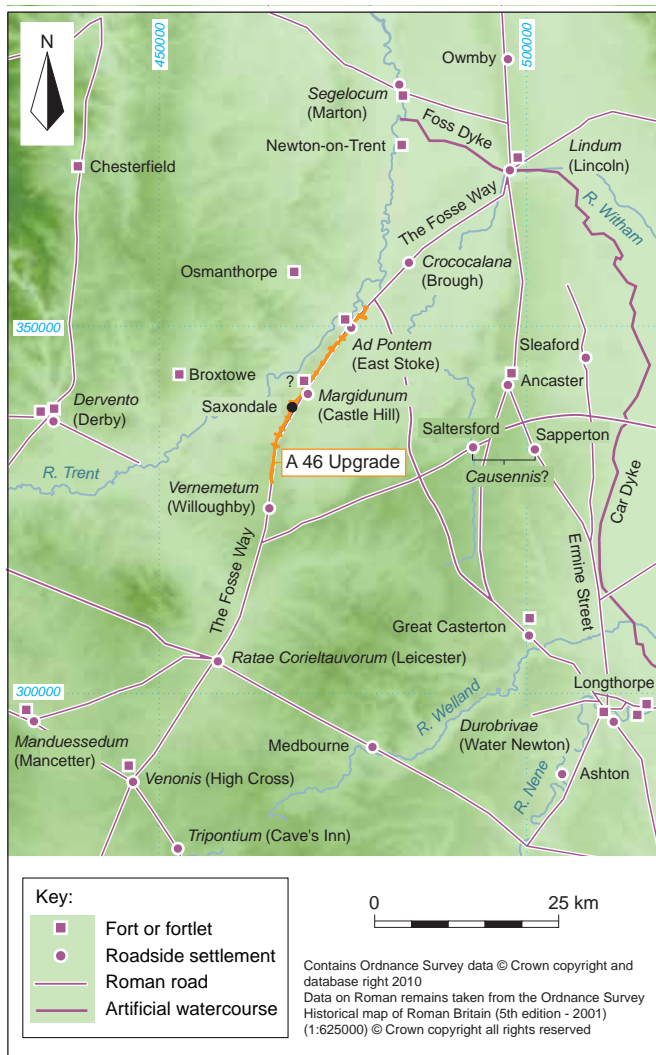 N
450000
500000
Owmby
Segelocum
(Marton)
Foss Dyke
Newton-on-Trent
Lindum
(Lincoln)
Chesterfield
The Fosse Way
R. Witham
Crococalana
(Brough)
Osmanthorpe
350000
Ad Pontem
(East Stoke)
Sleaford
Broxtowe
?
Ancaster
Dervento
(Derby)
Saxondale
Margidunum
(Castle Hill)
Saltersford
Sapperton
A 46 Upgrade
R. Trent
Causennis?
Car Dyke
Vernemetum
(Willoughby)
Ermine Street
The Fosse Way
Great Casterton
Ratae Corieltauvorum (Leicester)
Longthorpe
300000
R. Welland
Manduessedum
(Mancetter)
Medbourne
Durobrivae
(Water Newton)
Venonis (High Cross)
R. Nene
Ashton
Tripontium (Cave's Inn)
Key:
Fort or fortlet
Roadside settlement
Roman road
Artificial watercourse
0 25 km
Contains Ordnance Survey data © Crown copyright and
database right 2010
Data on Roman remains taken from the Ordnance Survey
Historical map of Roman Britain (5th edition - 2001)
(1:625000) © Crown copyright all rights reserved